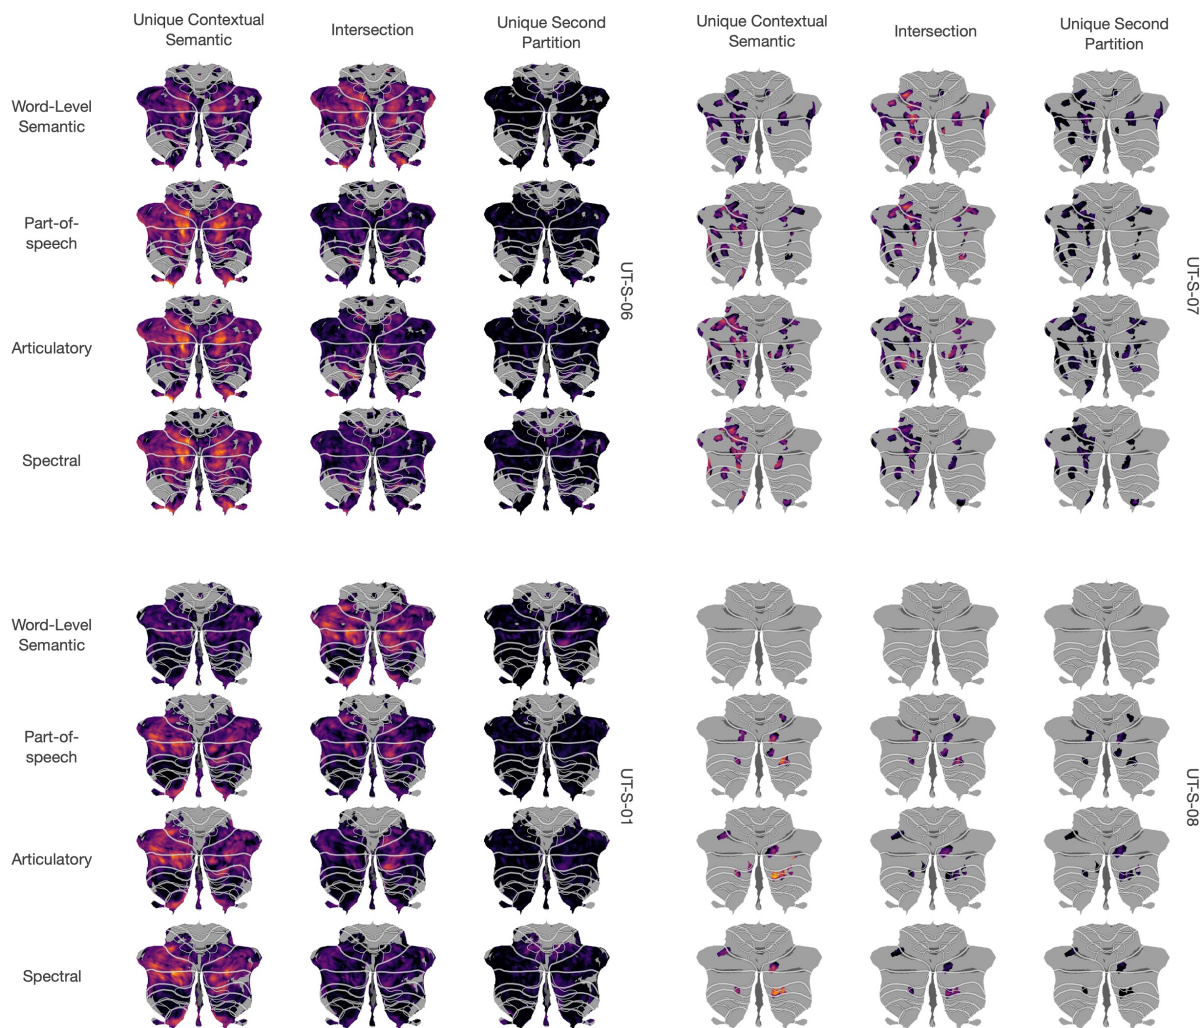 Unique Contextual
Semantic
Intersection
Unique Second
Partition
Unique Contextual
Semantic
Intersection
Unique Second
Partition
Word-Level
Semantic
Part-of-
speech
Articulatory
Spectral
UT-S-06
UT-S-07
Word-Level
Semantic
Part-of-
speech
Articulatory
Spectral
UT-S-01
UT-S-08